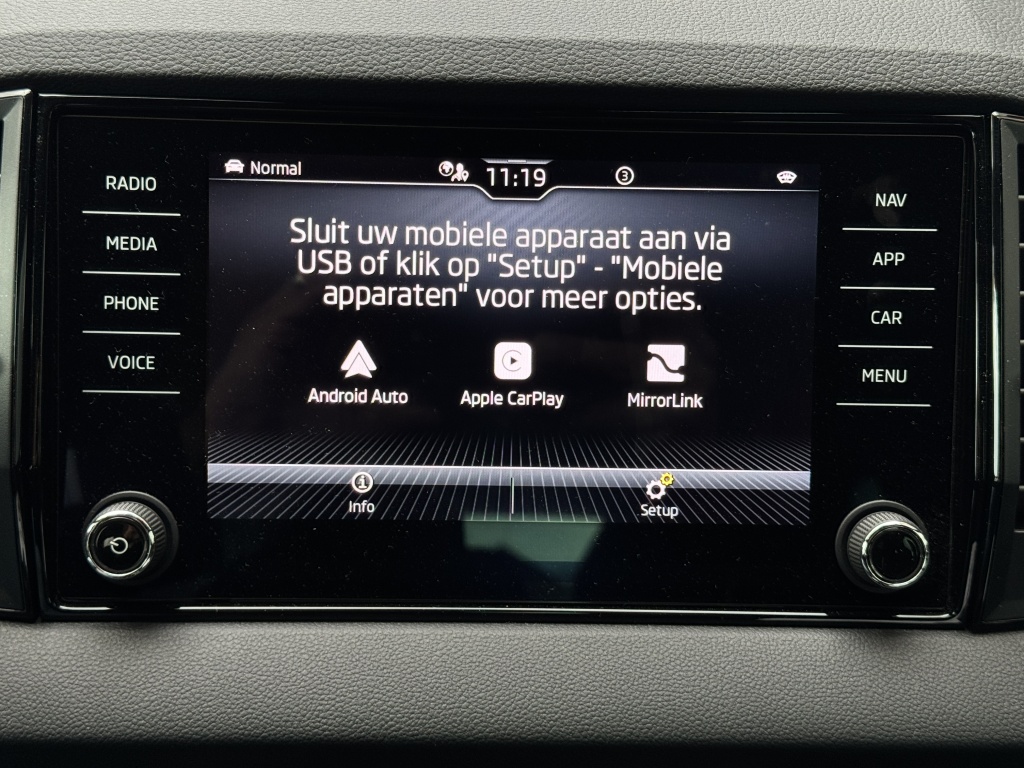 RADIO
MEDIA
PHONE
VOICE
Normal
11:19
3
Sluit uw mobiele apparaat aan via
USB of klik op "Setup" - "Mobiele
apparaten" voor meer opties.
Android Auto
Apple CarPlay
MirrorLink
Info
Setup
NAV
APP
CAR
MENU